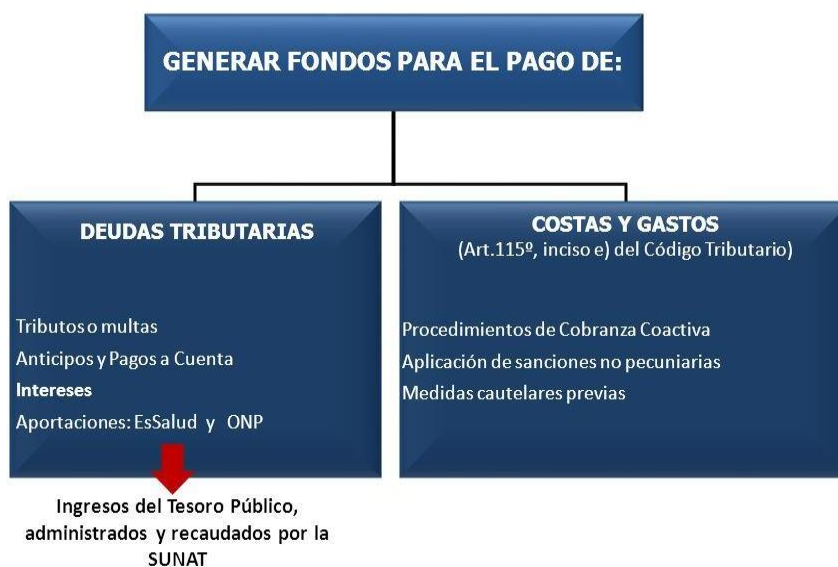 GENERAR FONDOS PARA EL PAGO DE:
DEUDAS TRIBUTARIAS
Tributos o multas
Anticipos y Pagos a Cuenta
Intereses
Aportaciones: EsSalud y ONP
Ingresos del Tesoro Público,
administrados y recaudados por la
SUNAT
COSTAS Y GASTOS
(Art.115º, inciso e) del Código Tributario)
Procedimientos de Cobranza Coactiva
Aplicación de sanciones no pecuniarias
Medidas cautelares previas